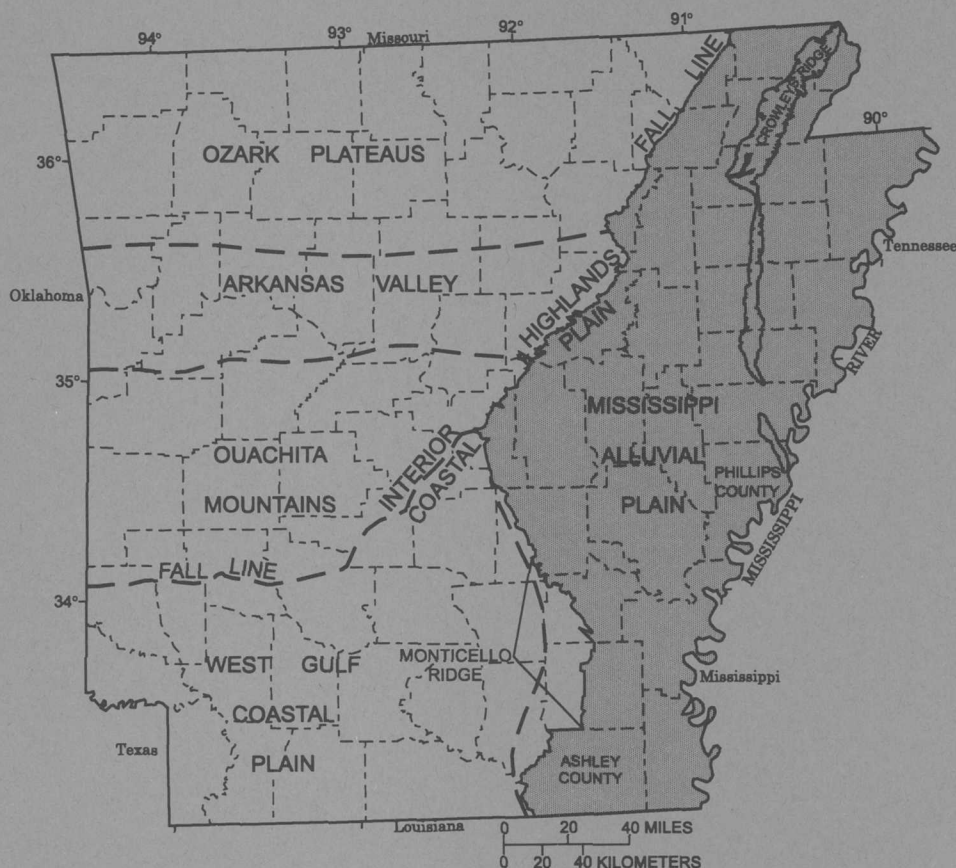 94°
93°
Missouri
92°
91°
90°
FALL LINE
CROWLEYS RIDGE
36°
OZARK PLATEAUS
Tennessee
Oklahoma
ARKANSAS VALLEY
HIGHLANDS
PLAIN
RIVER
35°
MISSISSIPPI
ALLUVIAL
PLAIN
OUACHITA
MOUNTAINS
INTERIOR
COASTAL
PHILLIPS
COUNTY
MISSISSIPPI
FALL LINE
34°
WEST GULF
COASTAL
PLAIN
MONTICELLO
RIDGE
Mississippi
Texas
ASHLEY
COUNTY
Louisiana
0 20 40 MILES
0 20 40 KILOMETERS